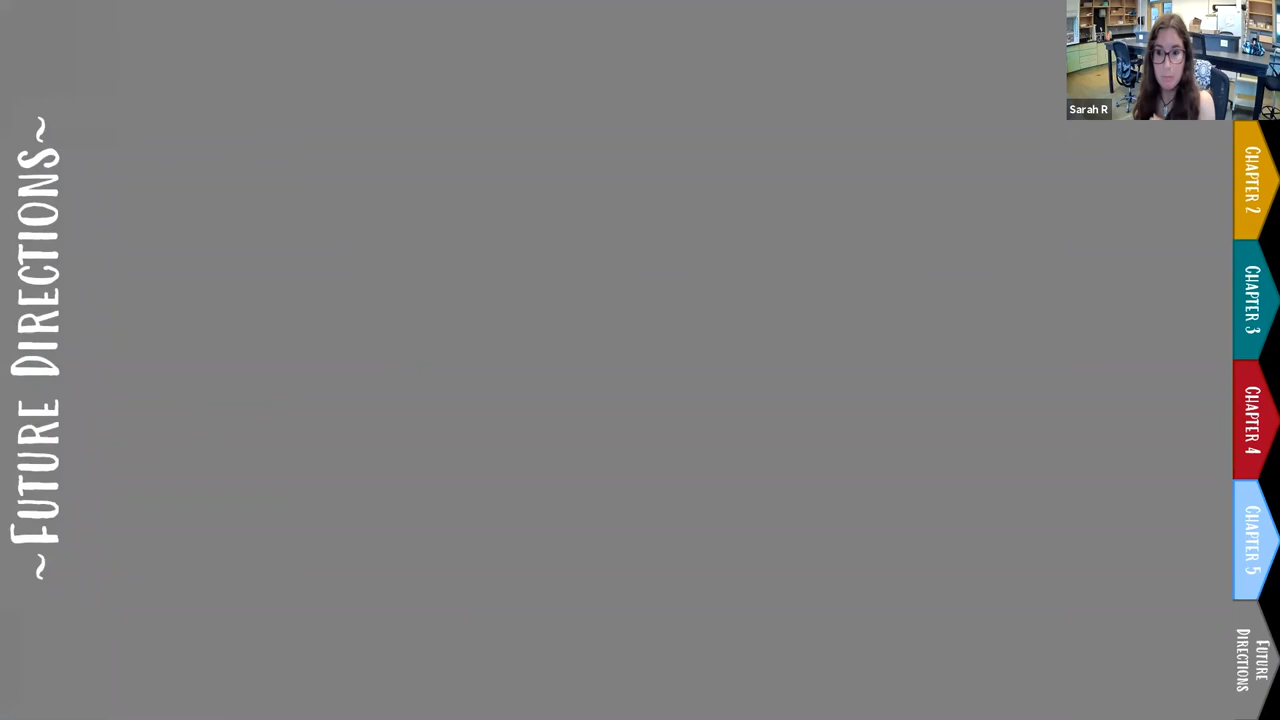 ~Future Directions~
Sarah R
Chapter 2
Chapter 3
Chapter 4
Chapter 5
Future
Directions